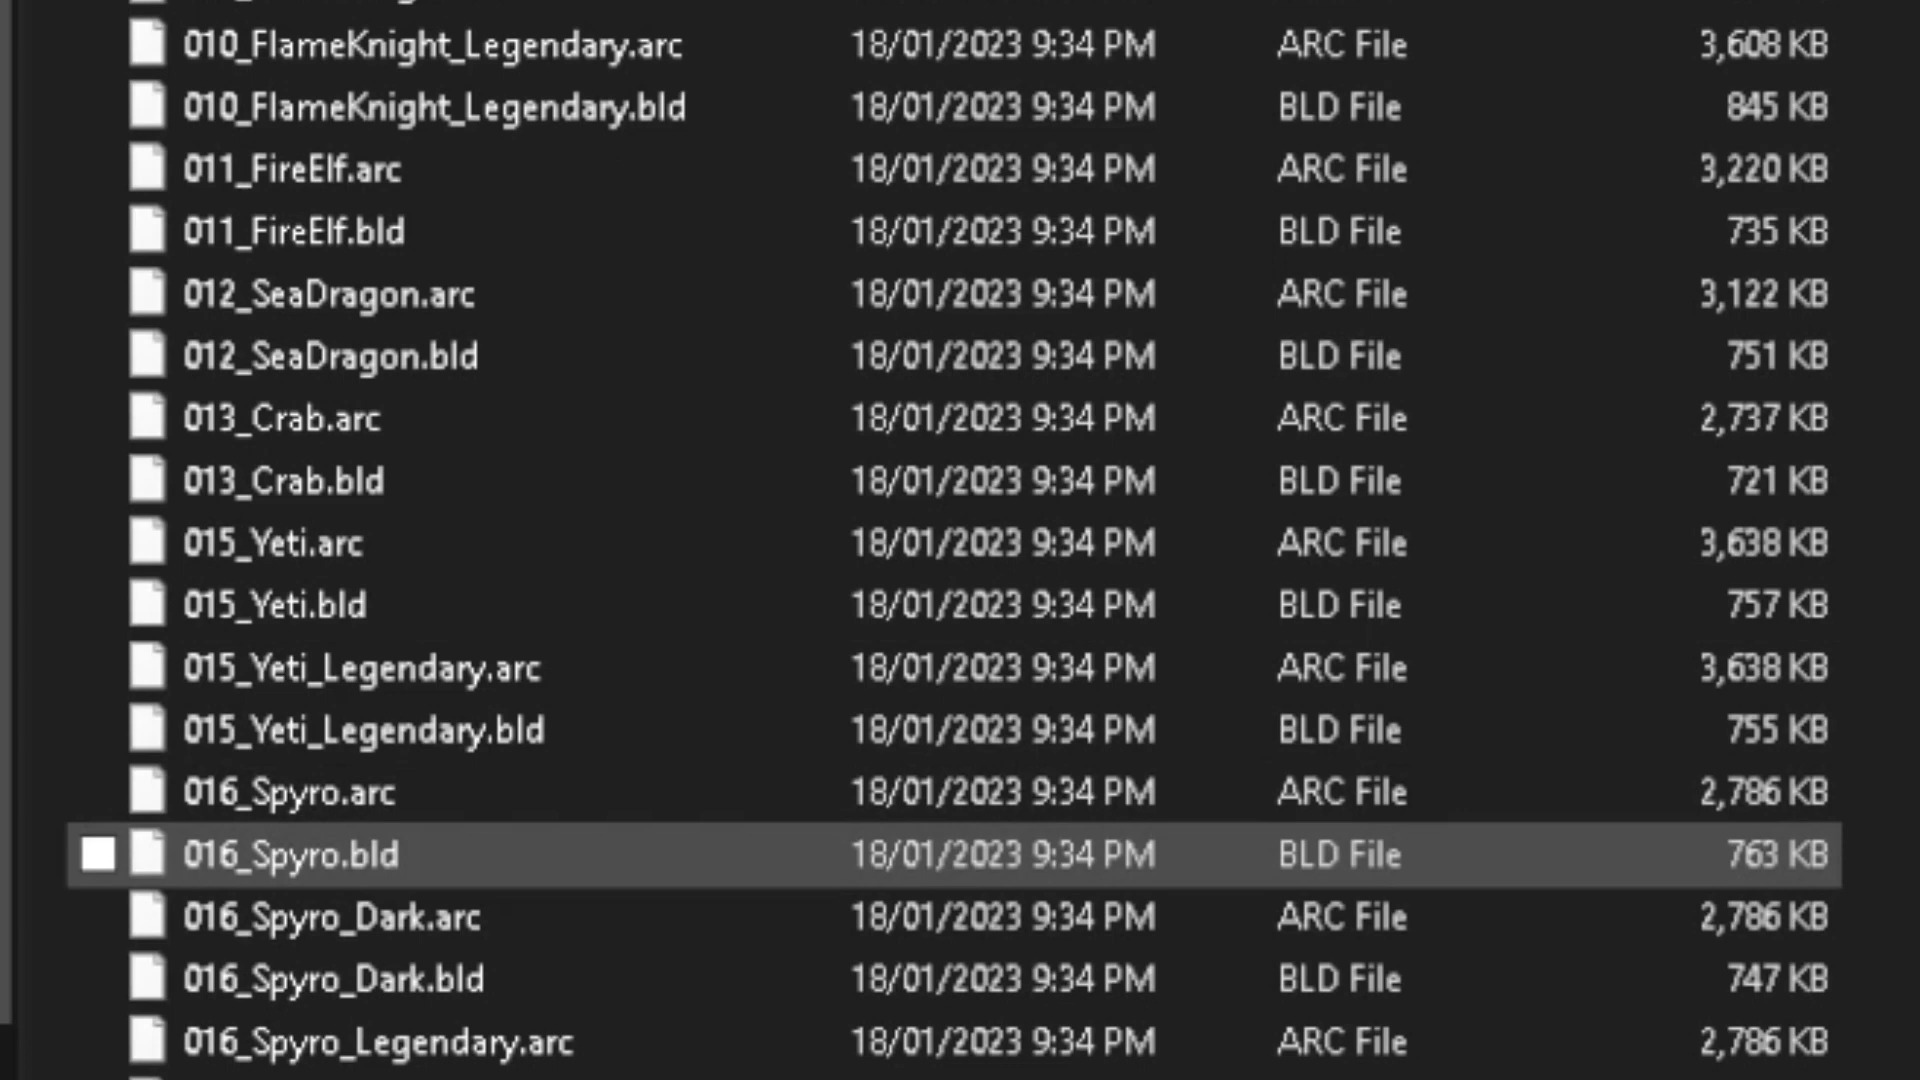 010_FlameKnight_Legendary.arc 18/01/2023 9:34 PM ARC File 3,608 KB
010_FlameKnight_Legendary.bld 18/01/2023 9:34 PM BLD File 845 KB
011_FireElf.arc 18/01/2023 9:34 PM ARC File 3,220 KB
011_FireElf.bld 18/01/2023 9:34 PM BLD File 735 KB
012_SeaDragon.arc 18/01/2023 9:34 PM ARC File 3,122 KB
012_SeaDragon.bld 18/01/2023 9:34 PM BLD File 751 KB
013_Crab.arc 18/01/2023 9:34 PM ARC File 2,737 KB
013_Crab.bld 18/01/2023 9:34 PM BLD File 721 KB
015_Yeti.arc 18/01/2023 9:34 PM ARC File 3,638 KB
015_Yeti.bld 18/01/2023 9:34 PM BLD File 757 KB
015_Yeti_Legendary.arc 18/01/2023 9:34 PM ARC File 3,638 KB
015_Yeti_Legendary.bld 18/01/2023 9:34 PM BLD File 755 KB
016_Spyro.arc 18/01/2023 9:34 PM ARC File 2,786 KB
016_Spyro.bld 18/01/2023 9:34 PM BLD File 763 KB
016_Spyro_Dark.arc 18/01/2023 9:34 PM ARC File 2,786 KB
016_Spyro_Dark.bld 18/01/2023 9:34 PM BLD File 747 KB
016_Spyro_Legendary.arc 18/01/2023 9:34 PM ARC File 2,786 KB